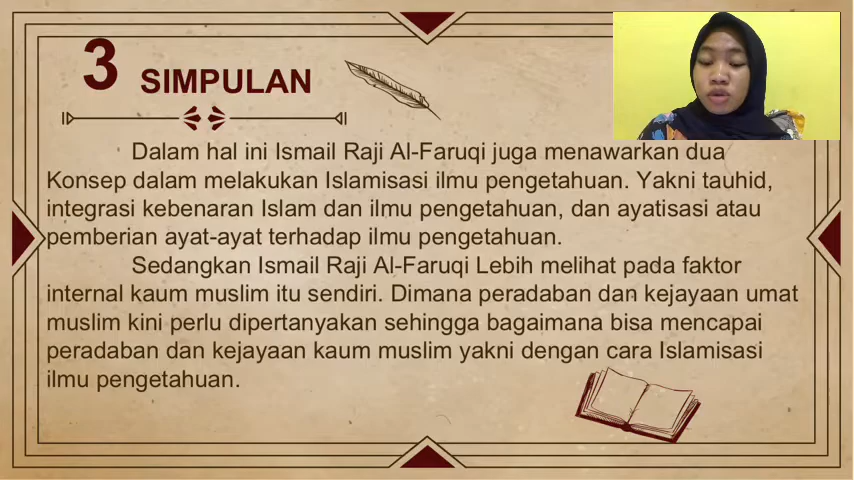 3 SIMPULAN
Dalam hal ini Ismail Raji Al-Faruqi juga menawarkan dua
Konsep dalam melakukan Islamisasi ilmu pengetahuan. Yakni tauhid,
integrasi kebenaran Islam dan ilmu pengetahuan, dan ayatisasi atau
pemberian ayat-ayat terhadap ilmu pengetahuan.
Sedangkan Ismail Raji Al-Faruqi Lebih melihat pada faktor
internal kaum muslim itu sendiri. Dimana peradaban dan kejayaan umat
muslim kini perlu dipertanyakan sehingga bagaimana bisa mencapai
peradaban dan kejayaan kaum muslim yakni dengan cara Islamisasi
ilmu pengetahuan.